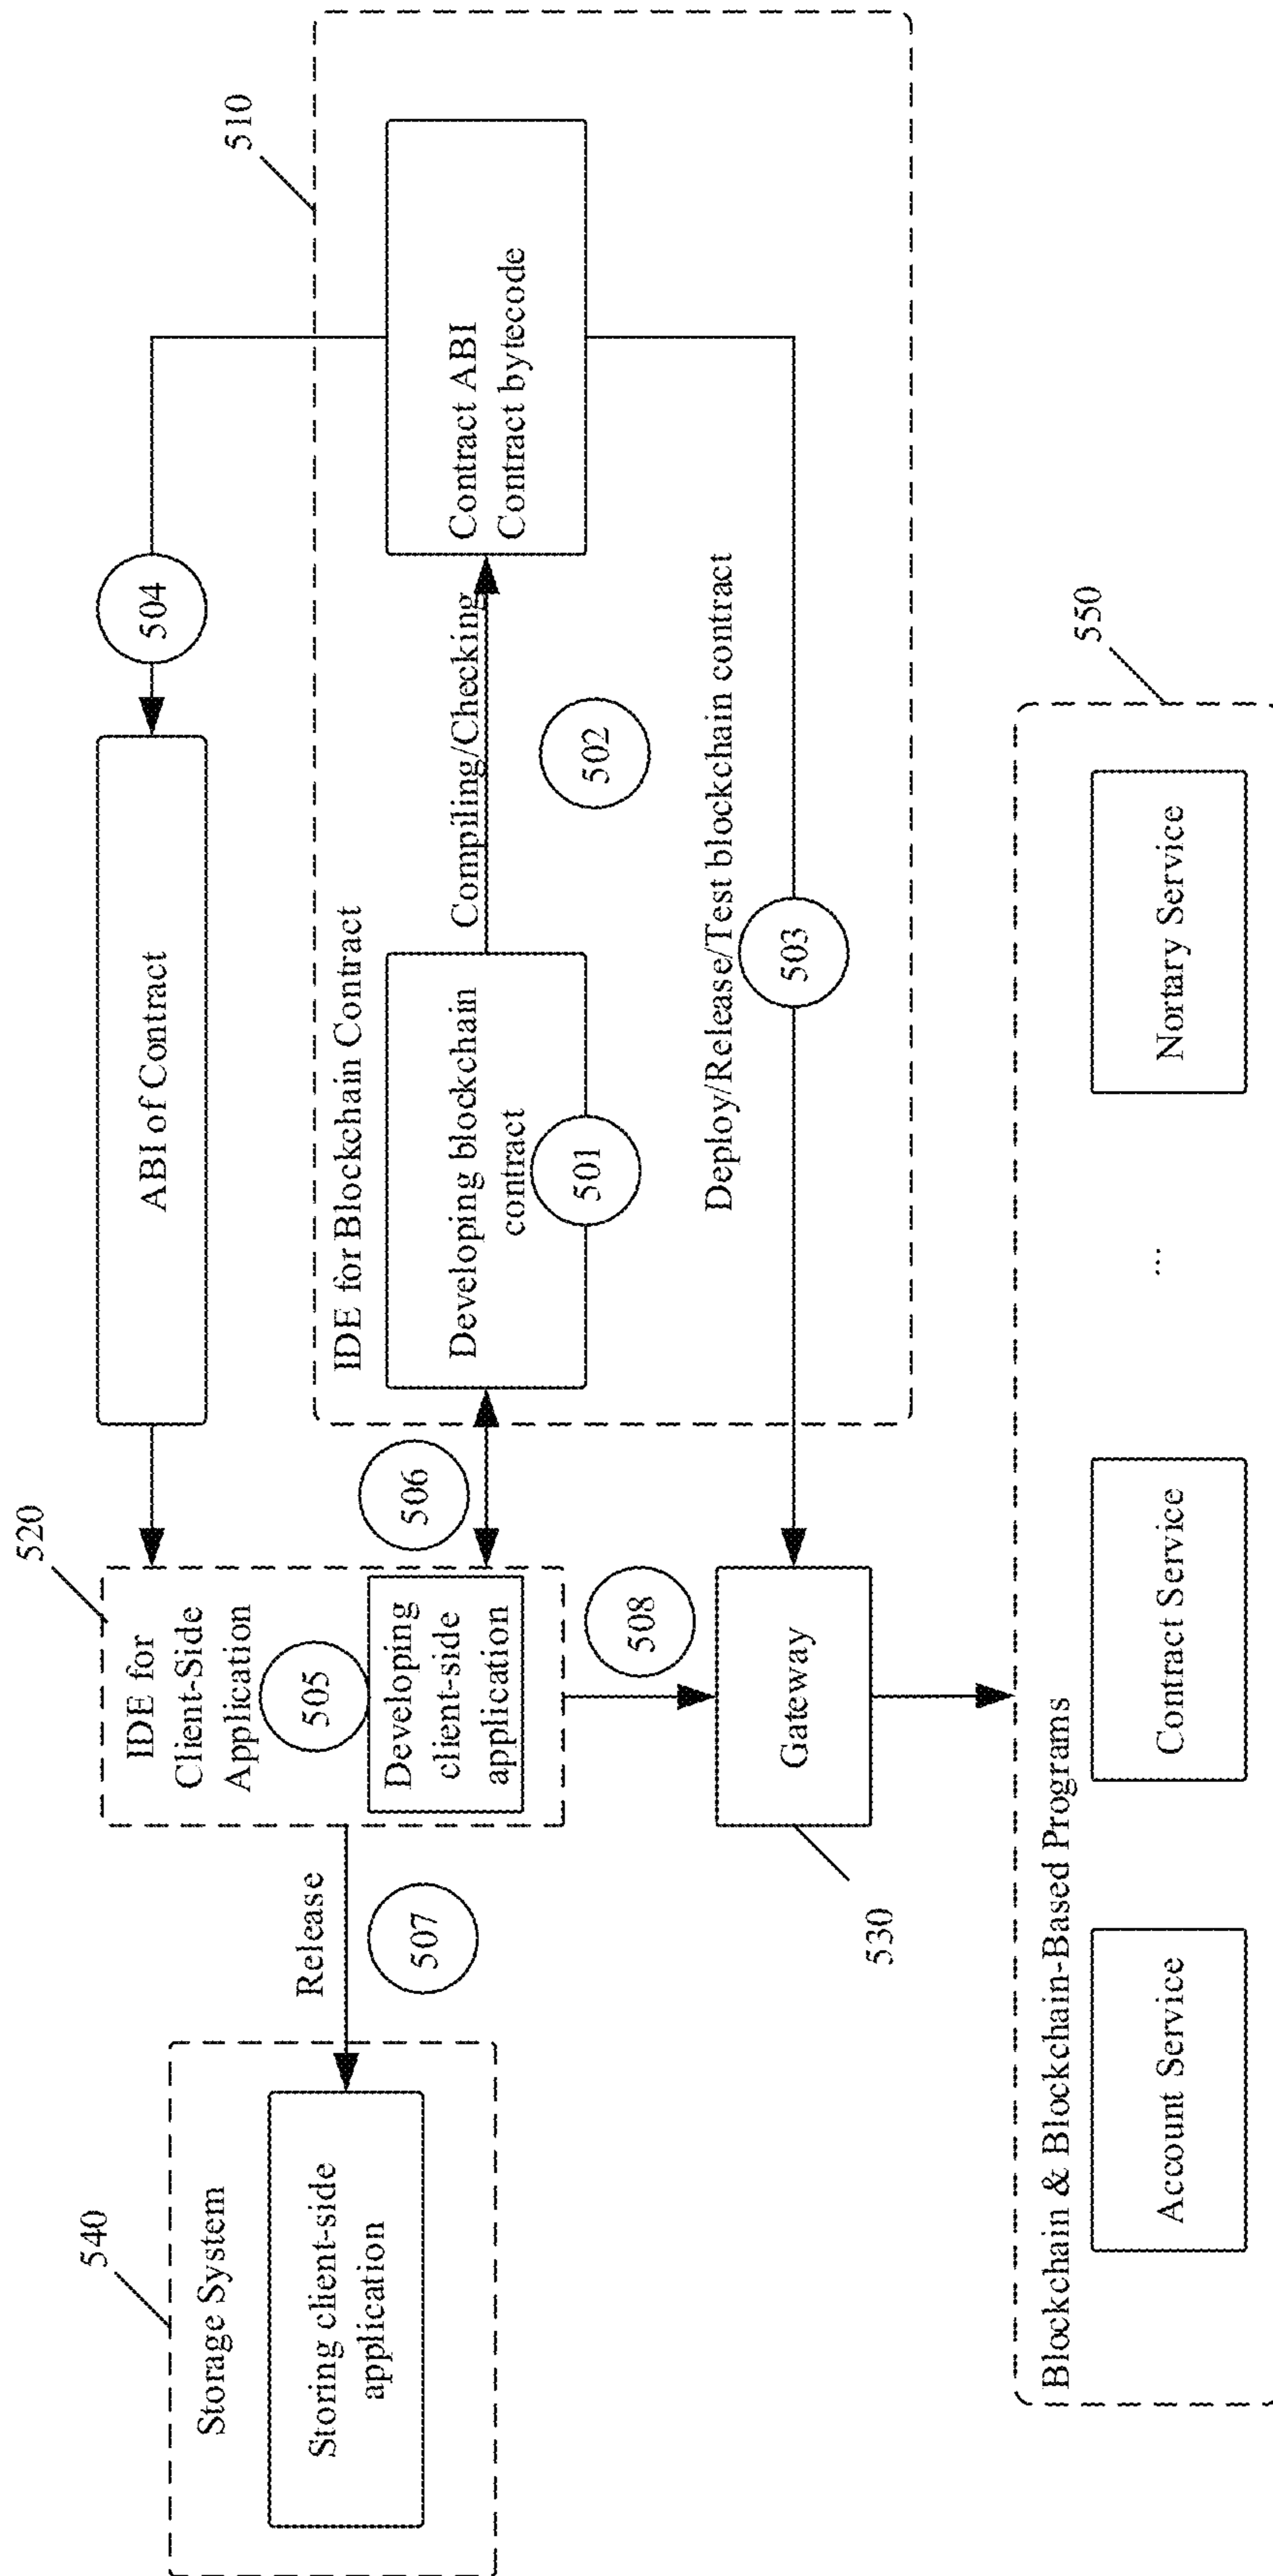 540
Storage System
Storing client-side
application
Release
507
520
IDE for
Client-Side
Application
505
Developing
client-side
application
506
508
Gateway
530
ABI of Contract
504
510
IDE for Blockchain Contract
Developing blockchain
contract
501
Compiling/Checking
502
Contract ABI
Contract bytecode
Deploy/Release/Test blockchain contract
503
550
Blockchain & Blockchain-Based Programs
Account Service
Contract Service
...
Nortary Service